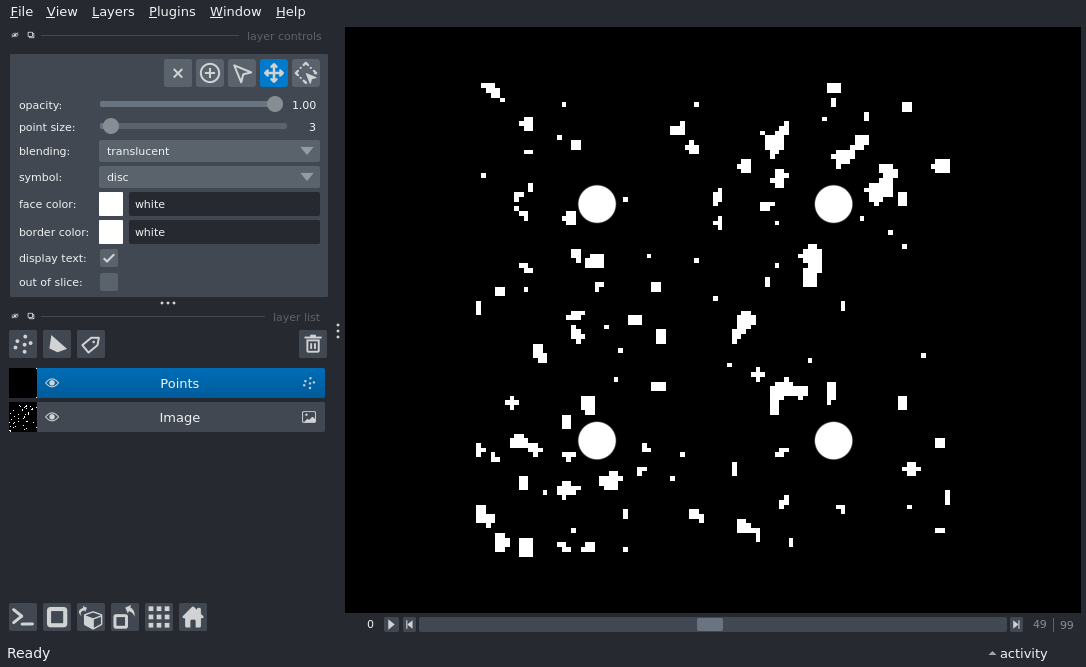 File View Layers Plugins Window Help
layer controls
opacity: 1.00
point size: 3
blending: translucent
symbol: disc
face color: white
border color: white
display text:
out of slice:
layer list
Points
Image
0 49 | 99
Ready activity